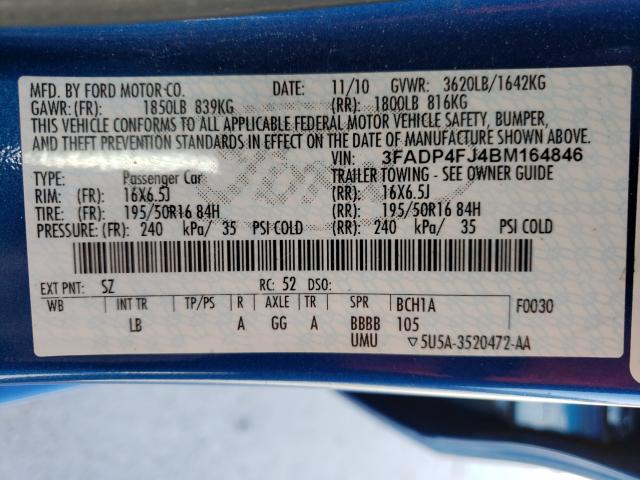 MFD. BY FORD MOTOR CO. DATE: 11/10 GVWR: 3620LB/1642KG
GAWR: (FR): 1850LB 839KG (RR): 1800LB 816KG
THIS VEHICLE CONFORMS TO ALL APPLICABLE FEDERAL MOTOR VEHICLE SAFETY, BUMPER,
AND THEFT PREVENTION STANDARDS IN EFFECT ON THE DATE OF MANUFACTURE SHOWN ABOVE.
VIN: 3FADP4FJ4BM164846
TYPE: Passenger Car TRAILER TOWING - SEE OWNER GUIDE
RIM: (FR): 16X6.5J (RR): 16X6.5J
TIRE: (FR): 195/50R16 84H (RR): 195/50R16 84H
PRESSURE: (FR): 240 kPa/ 35 PSI COLD (RR): 240 kPa/ 35 PSI COLD
EXT PNT: SZ RC: 52 DSO:
WB INT TR TP/PS R AXLE TR SPR BCH1A F0030
LB A GG A BBBB 105
UMU ▽5U5A-3520472-AA